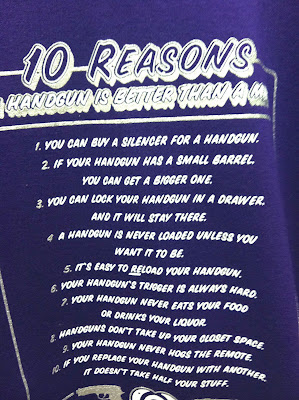 10 REASONS
A HANDGUN IS BETTER THAN A
1. YOU CAN BUY A SILENCER FOR A HANDGUN.
2. IF YOUR HANDGUN HAS A SMALL BARREL
YOU CAN GET A BIGGER ONE.
3. YOU CAN LOCK YOUR HANDGUN IN A DRAWER
AND IT WILL STAY THERE.
4 A HANDGUN IS NEVER LOADED UNLESS YOU
WANT IT TO BE.
5. IT'S EASY TO RELOAD YOUR HANDGUN.
6. YOUR HANDGUN'S TRIGGER IS ALWAYS HARD.
7. YOUR HANDGUN NEVER EATS YOUR FOOD
OR DRINKS YOUR LIQUOR.
8. HANDGUNS DON'T TAKE UP YOUR CLOSET SPACE.
9. YOUR HANDGUN NEVER HOGS THE REMOTE.
10. IF YOU REPLACE YOUR HANDGUN WITH ANOTHER,
IT DOESN'T TAKE HALF YOUR STUFF.